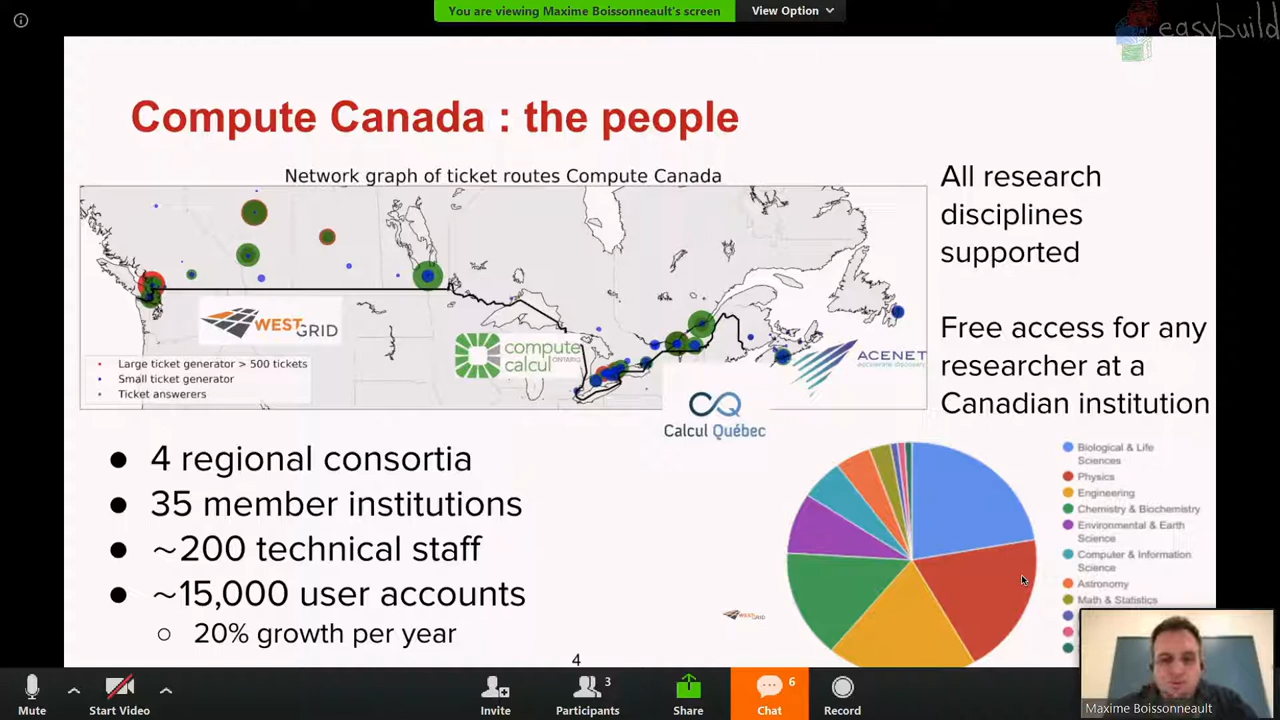 You are viewing Maxime Boissonneault's screen
View Option
easybuild
Compute Canada : the people
Network graph of ticket routes Compute Canada
WESTGRID
compute
calcul
ONTARIO
ACENET
accelerate discovery
Calcul Québec
Large ticket generator > 500 tickets
Small ticket generator
Ticket answerers
All research
disciplines
supported
Free access for any
researcher at a
Canadian institution
● 4 regional consortia
● 35 member institutions
● ~200 technical staff
● ~15,000 user accounts
○ 20% growth per year
Biological & Life
Sciences
Physics
Engineering
Chemistry & Biochemistry
Environmental & Earth
Science
Computer & Information
Science
Astronomy
Math & Statistics
WESTGRID
4
Maxime Boissonneault
Mute
Start Video
Invite
Participants
3
Share
Chat
6
Record